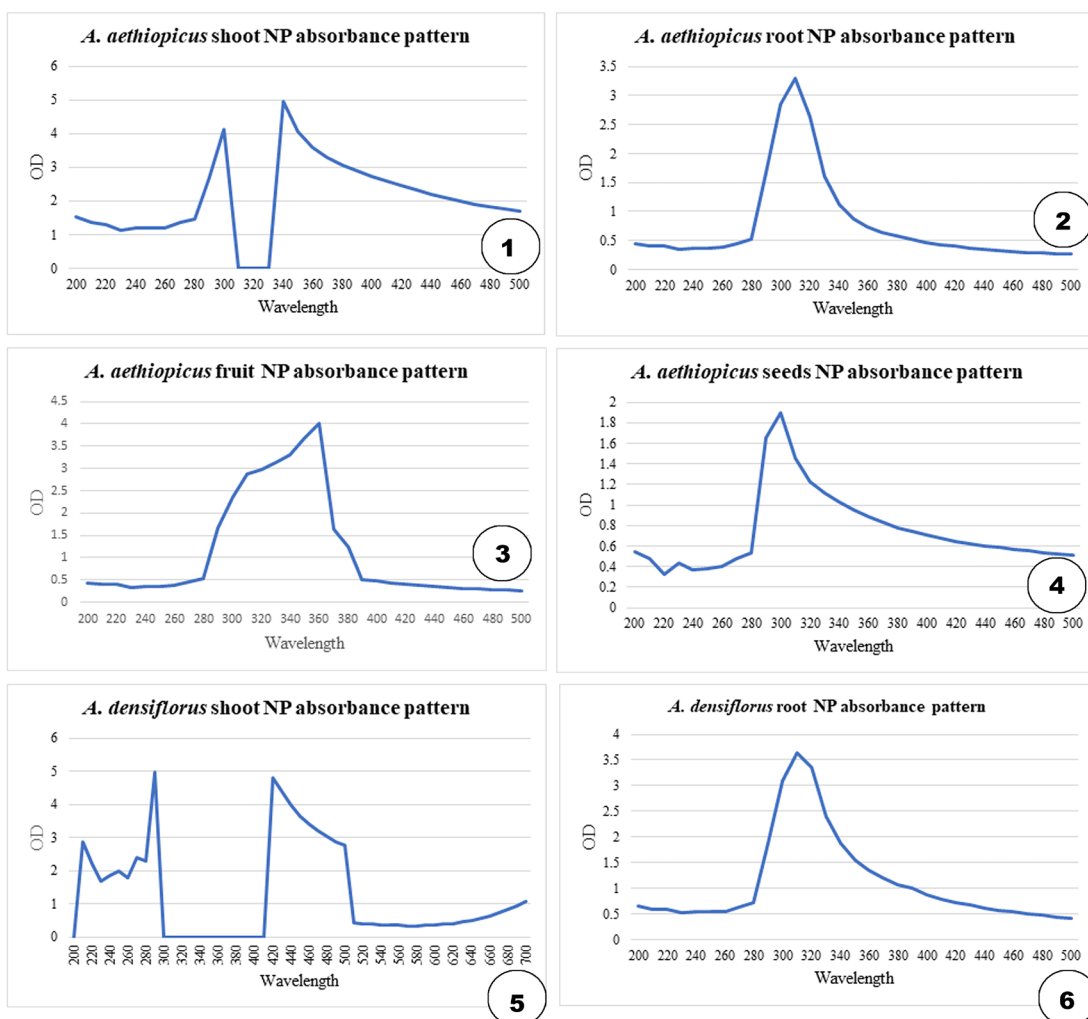 A. aethiopicus shoot NP absorbance pattern
6
5
4
3
2
1
0
OD
200 220 240 260 280 300 320 340 360 380 400 420 440 460 480 500
Wavelength
1
A. aethiopicus root NP absorbance pattern
3.5
3
2.5
2
1.5
1
0.5
0
OD
200 220 240 260 280 300 320 340 360 380 400 420 440 460 480 500
Wavelength
2
A. aethiopicus fruit NP absorbance pattern
4.5
4
3.5
3
2.5
2
1.5
1
0.5
0
OD
200 220 240 260 280 300 320 340 360 380 400 420 440 460 480 500
Wavelength
3
A. aethiopicus seeds NP absorbance pattern
2
1.8
1.6
1.4
1.2
1
0.8
0.6
0.4
0.2
0
OD
200 220 240 260 280 300 320 340 360 380 400 420 440 460 480 500
Wavelength
4
A. densiflorus shoot NP absorbance pattern
6
5
4
3
2
1
0
OD
200 220 240 260 280 300 320 340 360 380 400 420 440 460 480 500 520 540 560 580 600 620 640 660 680 700
Wavelength
5
A. densiflorus root NP absorbance pattern
4
3.5
3
2.5
2
1.5
1
0.5
0
OD
200 220 240 260 280 300 320 340 360 380 400 420 440 460 480 500
Wavelength
6